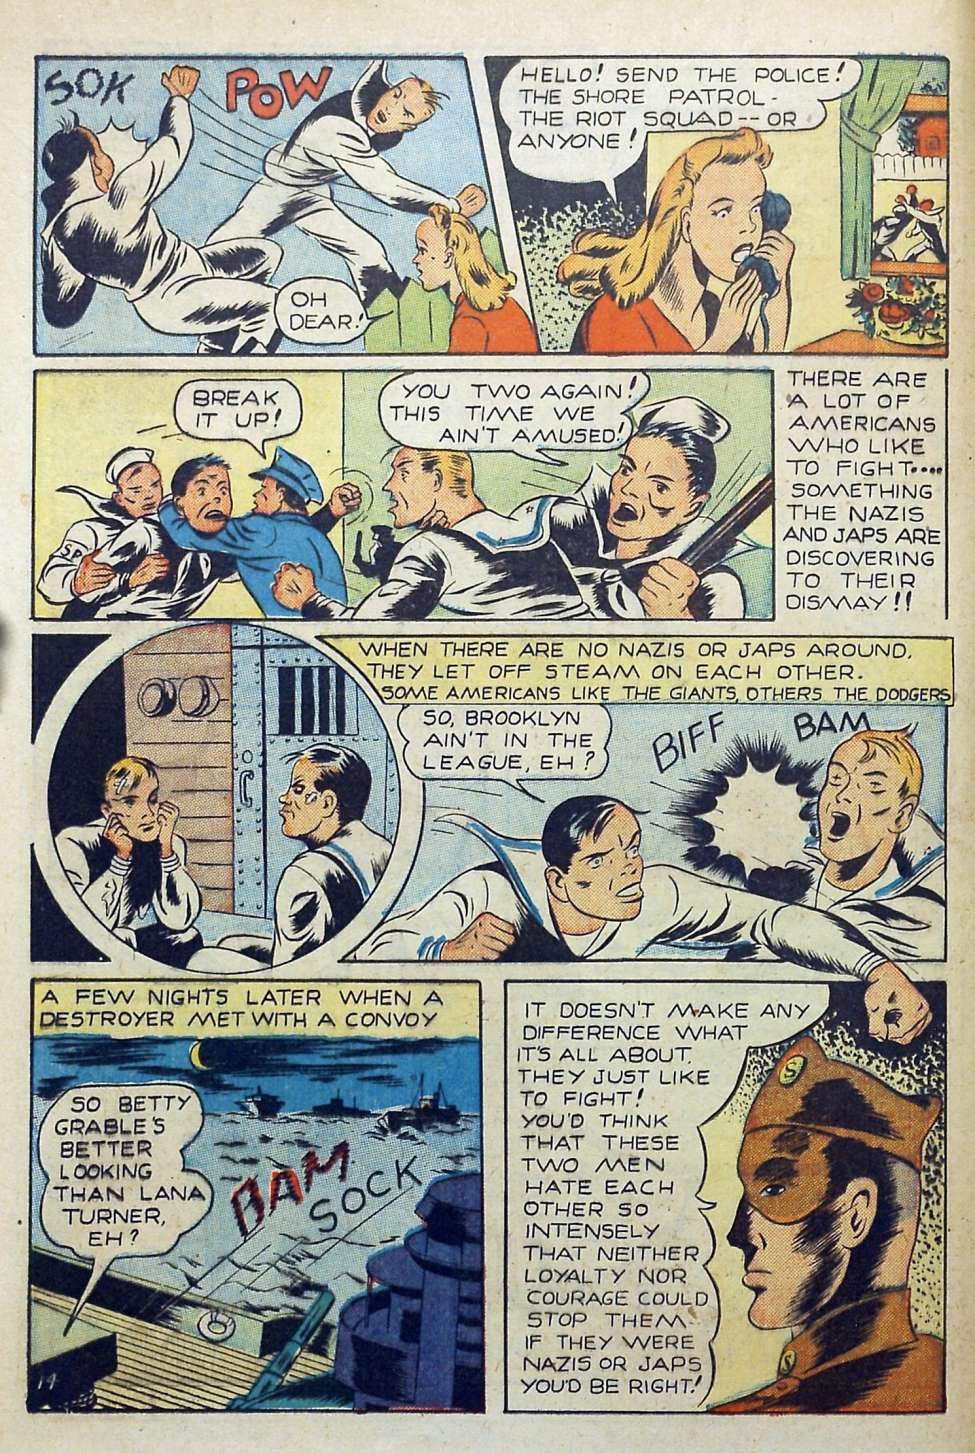 SOK
POW
OH
DEAR!
HELLO! SEND THE POLICE!
THE SHORE PATROL-
THE RIOT SQUAD--OR
ANYONE!
BREAK
IT UP!
SP
YOU TWO AGAIN!
THIS TIME WE
AIN'T AMUSED!
THERE ARE
A LOT OF
AMERICANS
WHO LIKE
TO FIGHT....
SOMETHING
THE NAZIS
AND JAPS ARE
DISCOVERING
TO THEIR
DISMAY!!
WHEN THERE ARE NO NAZIS OR JAPS AROUND,
THEY LET OFF STEAM ON EACH OTHER.
SOME AMERICANS LIKE THE GIANTS, OTHERS THE DODGERS
SO, BROOKLYN
AIN'T IN THE
LEAGUE, EH?
BIFF
BAM
A FEW NIGHTS LATER WHEN A
DESTROYER MET WITH A CONVOY
SO BETTY
GRABLE'S
BETTER
LOOKING
THAN LANA
TURNER,
EH?
BAM
SOCK
14
IT DOESN'T MAKE ANY
DIFFERENCE WHAT
IT'S ALL ABOUT.
THEY JUST LIKE
TO FIGHT!
YOU'D THINK
THAT THESE
TWO MEN
HATE EACH
OTHER SO
INTENSELY
THAT NEITHER
LOYALTY NOR
COURAGE COULD
STOP THEM-
IF THEY WERE
NAZIS OR JAPS
YOU'D BE RIGHT!
S
S